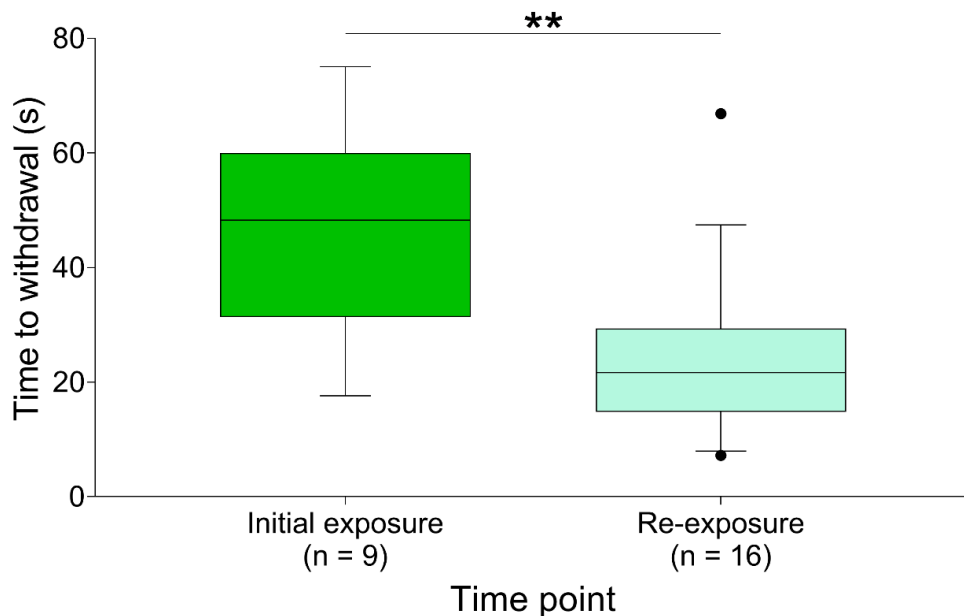 **
80
60
40
20
0
Time to withdrawal (s)
Initial exposure
(n = 9)
Re-exposure
(n = 16)
Time point